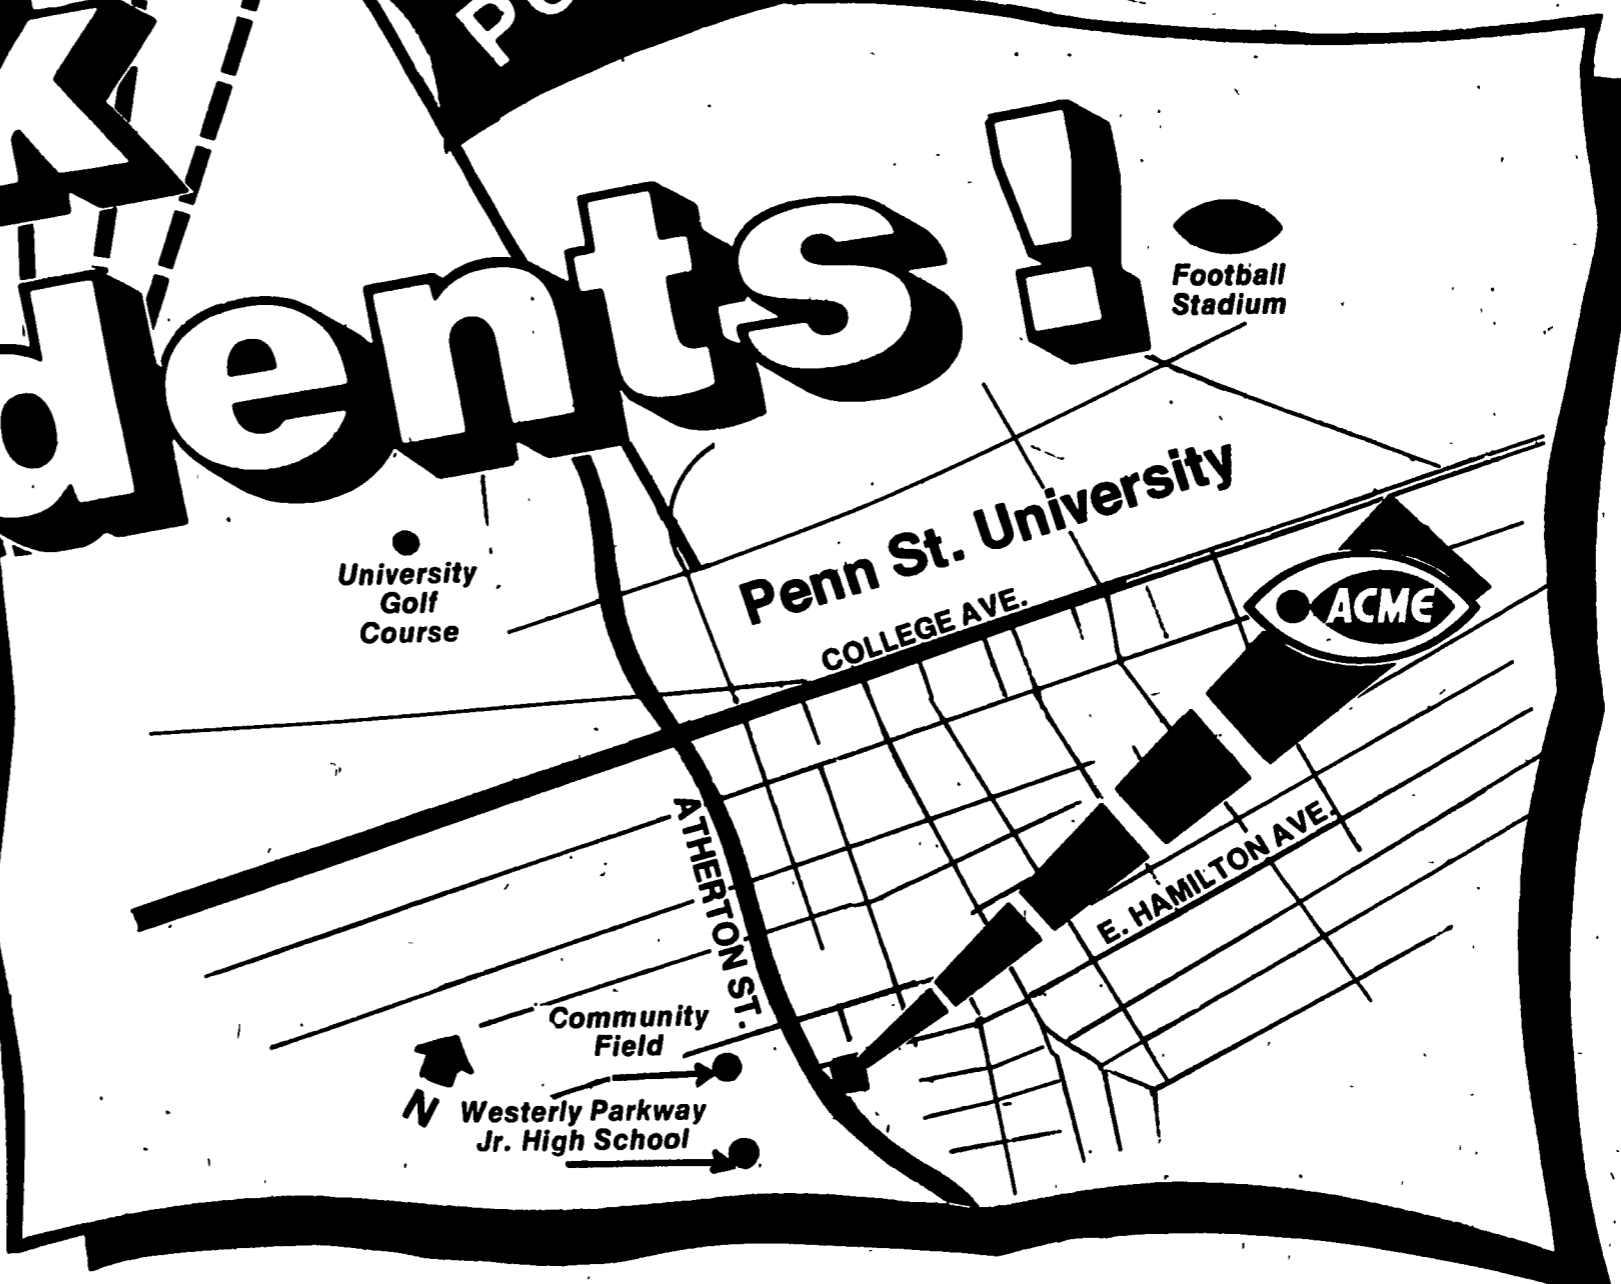 k
Po
dents!
Football
Stadium
Penn St. University
University
Golf
Course
COLLEGE AVE.
ACME
ATHERTON ST.
E. HAMILTON AVE.
Community
Field
N
Westerly Parkway
Jr. High School